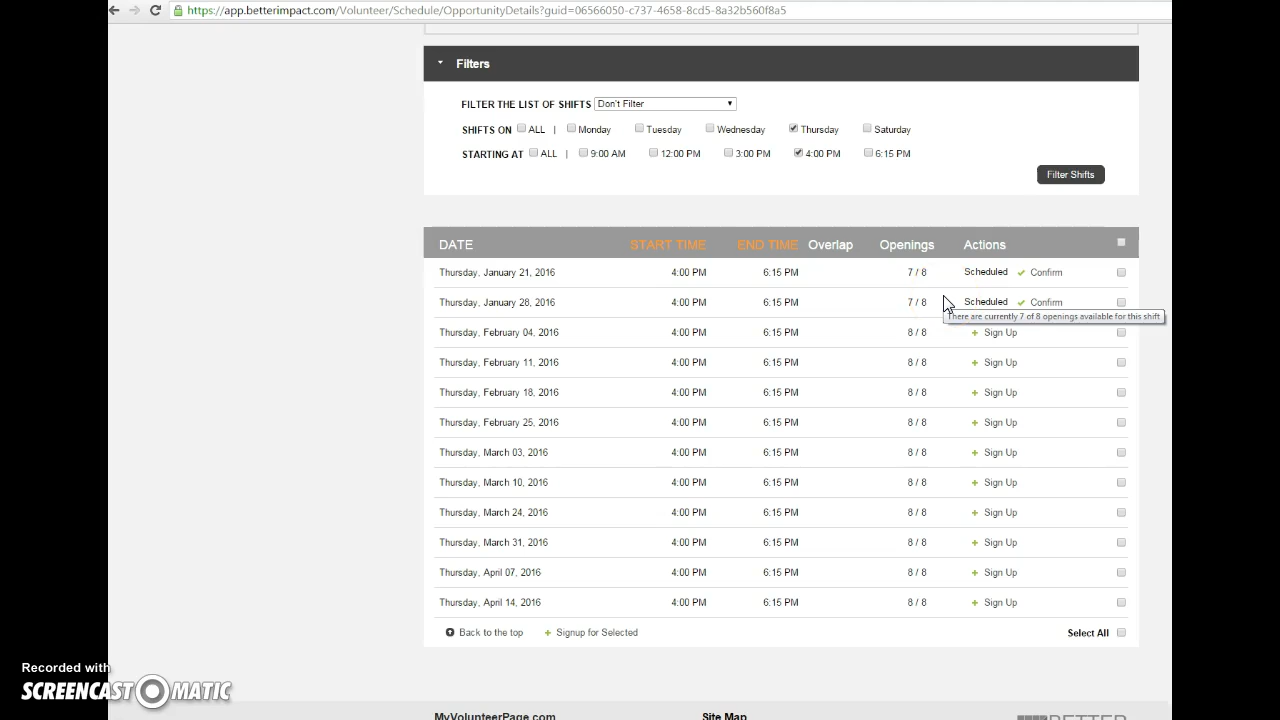 https://app.betterimpact.com/Volunteer/Schedule/OpportunityDetails?guid=06566050-c737-4658-8cd5-8a32b560f8a5
Filters
FILTER THE LIST OF SHIFTS Don't Filter
SHIFTS ON ALL | Monday Tuesday Wednesday Thursday Saturday
STARTING AT ALL | 9:00 AM 12:00 PM 3:00 PM 4:00 PM 6:15 PM
Filter Shifts
DATE START TIME END TIME Overlap Openings Actions
Thursday, January 21, 2016 4:00 PM 6:15 PM 7 / 8 Scheduled Confirm
Thursday, January 28, 2016 4:00 PM 6:15 PM 7 / 8 Scheduled Confirm
There are currently 7 of 8 openings available for this shift
Thursday, February 04, 2016 4:00 PM 6:15 PM 8 / 8 + Sign Up
Thursday, February 11, 2016 4:00 PM 6:15 PM 8 / 8 + Sign Up
Thursday, February 18, 2016 4:00 PM 6:15 PM 8 / 8 + Sign Up
Thursday, February 25, 2016 4:00 PM 6:15 PM 8 / 8 + Sign Up
Thursday, March 03, 2016 4:00 PM 6:15 PM 8 / 8 + Sign Up
Thursday, March 10, 2016 4:00 PM 6:15 PM 8 / 8 + Sign Up
Thursday, March 24, 2016 4:00 PM 6:15 PM 8 / 8 + Sign Up
Thursday, March 31, 2016 4:00 PM 6:15 PM 8 / 8 + Sign Up
Thursday, April 07, 2016 4:00 PM 6:15 PM 8 / 8 + Sign Up
Thursday, April 14, 2016 4:00 PM 6:15 PM 8 / 8 + Sign Up
Back to the top + Signup for Selected Select All
Recorded with
SCREENCAST-O-MATIC
MyVolunteerPage.com Site Map BETTER